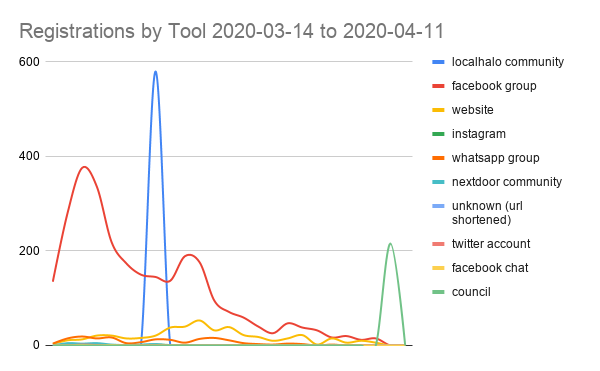 Registrations by Tool 2020-03-14 to 2020-04-11
600
400
200
0
localhalo community
facebook group
website
instagram
whatsapp group
nextdoor community
unknown (url
shortened)
twitter account
facebook chat
council